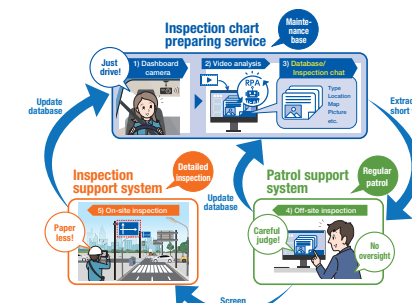 Inspection chart
preparing service
Mainte-
nance
base
Just
drive!
1) Dashboard
camera
2) Video analysis
3) Database/
Inspection chat
RPA
Type
Location
Map
Picture
etc.
Update
database
Extrac
short
Inspection
support system
Detailed
inspection
Update
database
Patrol support
system
Regular
patrol
5) On-site inspection
Paper
less!
4) Off-site inspection
Careful
judge!
No
oversight
Screen